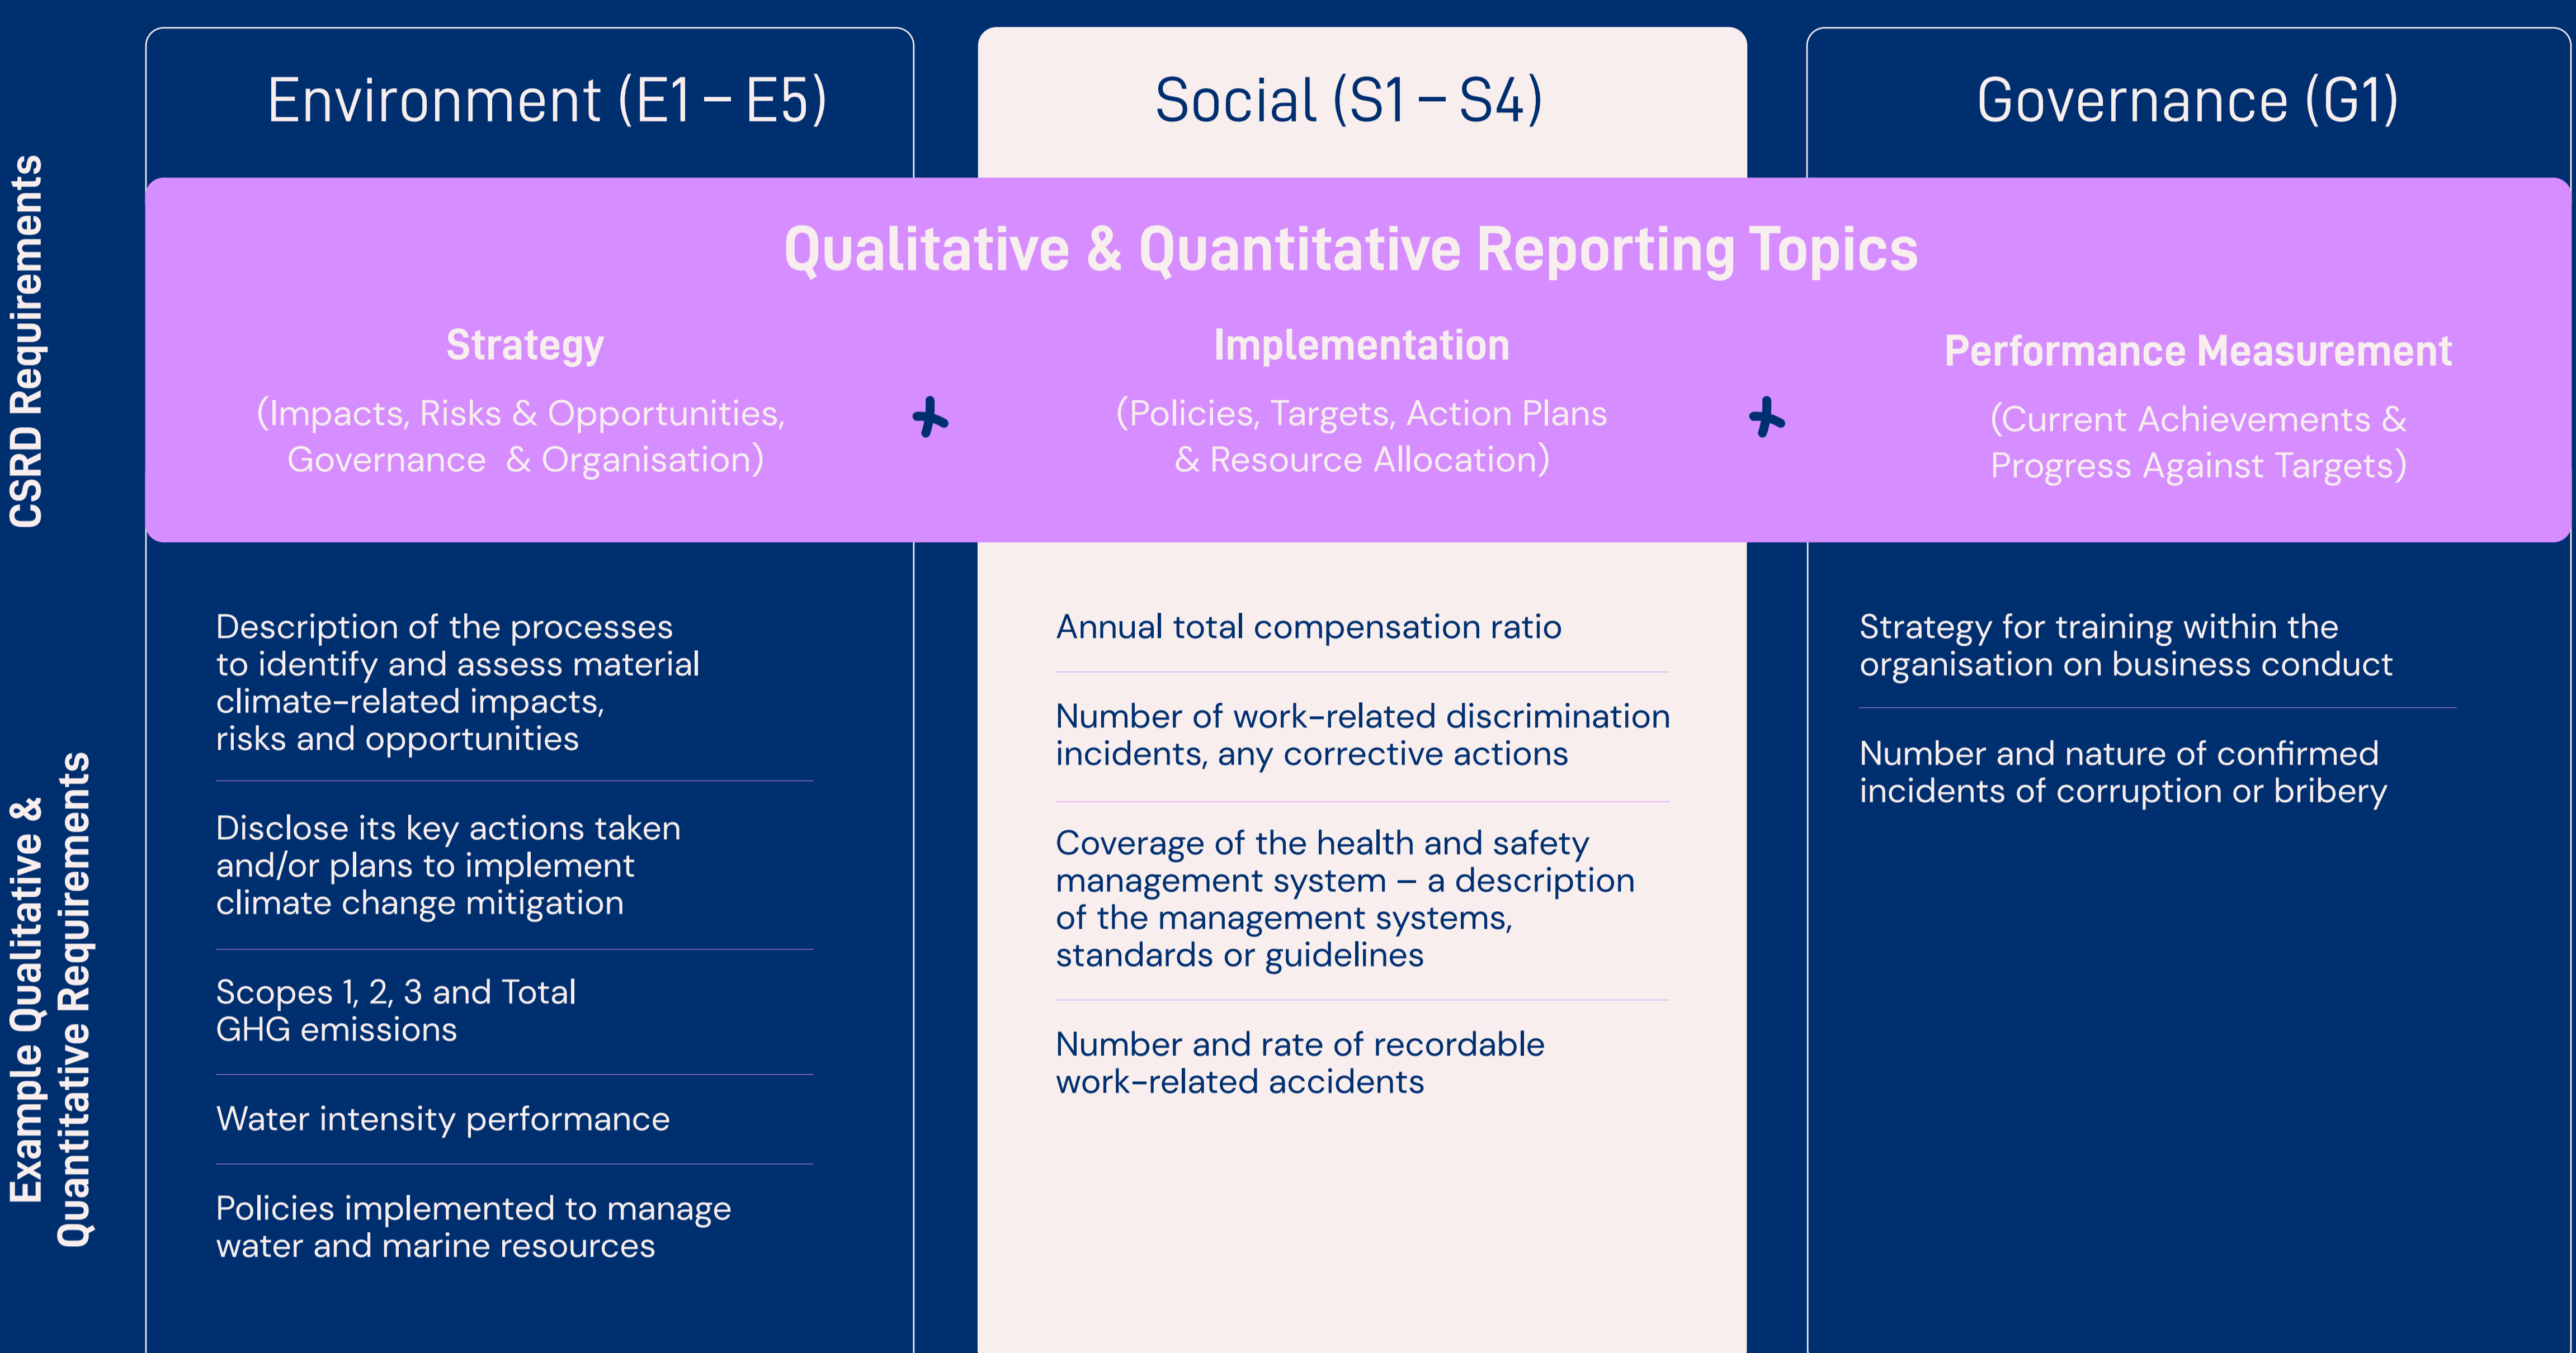 Environment (E1 – E5)
Social (S1 – S4)
Governance (G1)
CSRD Requirements
Qualitative & Quantitative Reporting Topics
Strategy
(Impacts, Risks & Opportunities,
Governance & Organisation)
Implementation
(Policies, Targets, Action Plans
& Resource Allocation)
Performance Measurement
(Current Achievements &
Progress Against Targets)
Example Qualitative &
Quantitative Requirements
Description of the processes
to identify and assess material
climate-related impacts,
risks and opportunities
Disclose its key actions taken
and/or plans to implement
climate change mitigation
Scopes 1, 2, 3 and Total
GHG emissions
Water intensity performance
Policies implemented to manage
water and marine resources
Annual total compensation ratio
Number of work-related discrimination
incidents, any corrective actions
Coverage of the health and safety
management system – a description
of the management systems,
standards or guidelines
Number and rate of recordable
work-related accidents
Strategy for training within the
organisation on business conduct
Number and nature of confirmed
incidents of corruption or bribery